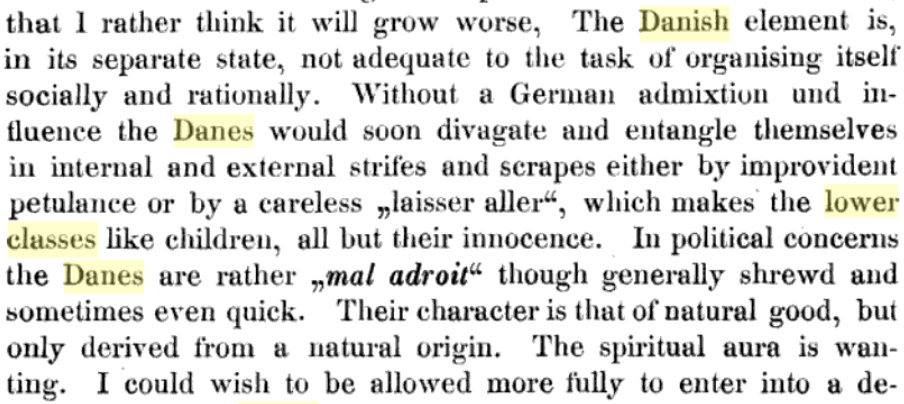 that I rather think it will grow worse, The Danish element is,
in its separate state, not adequate to the task of organising itself
socially and rationally. Without a German admixtion und in-
fluence the Danes would soon divagate and entangle themselves
in internal and external strifes and scrapes either by improvident
petulance or by a careless „laisser aller“, which makes the lower
classes like children, all but their innocence. In political concerns
the Danes are rather „mal adroit“ though generally shrewd and
sometimes even quick. Their character is that of natural good, but
only derived from a natural origin. The spiritual aura is wan-
ting. I could wish to be allowed more fully to enter into a de-